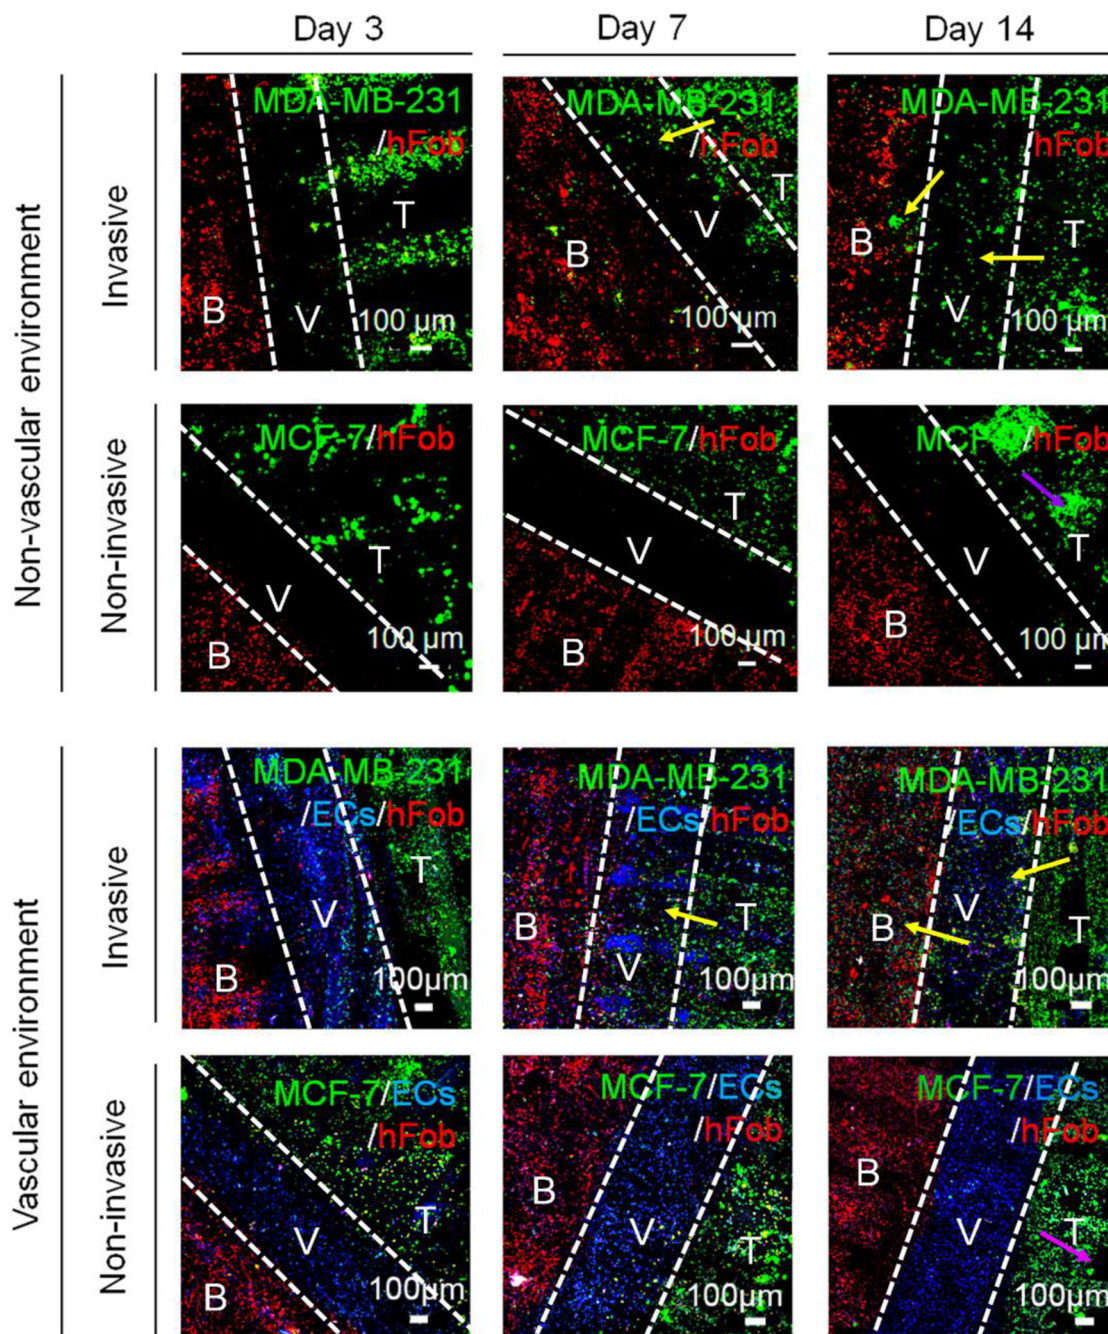 Day 3
Day 7
Day 14
Non-vascular environment
Invasive
MDA-MB-231
/hFob
T
B
V
100 µm
MDA-MB-231
/hFob
T
V
B
100 µm
MDA-MB-231
hFob
B
T
V
100 µm
Non-invasive
MCF-7/hFob
T
V
B
100 µm
MCF-7/hFob
T
V
B
100 µm
MCF /hFob
T
V
B
100 µm
Vascular environment
Invasive
MDA-MB-231
/ECs/hFob
T
V
B
100µm
MDA-MB-231
/ECs/hFob
B
T
V
100µm
MDA-MB-231
/ECs/hFob
V
B
T
100µm
Non-invasive
MCF-7/ECs
/hFob
T
V
B
100µm
MCF-7/ECs
/hFob
B
V
T
100µm
MCF-7/ECs
/hFob
B
V
T
100µm